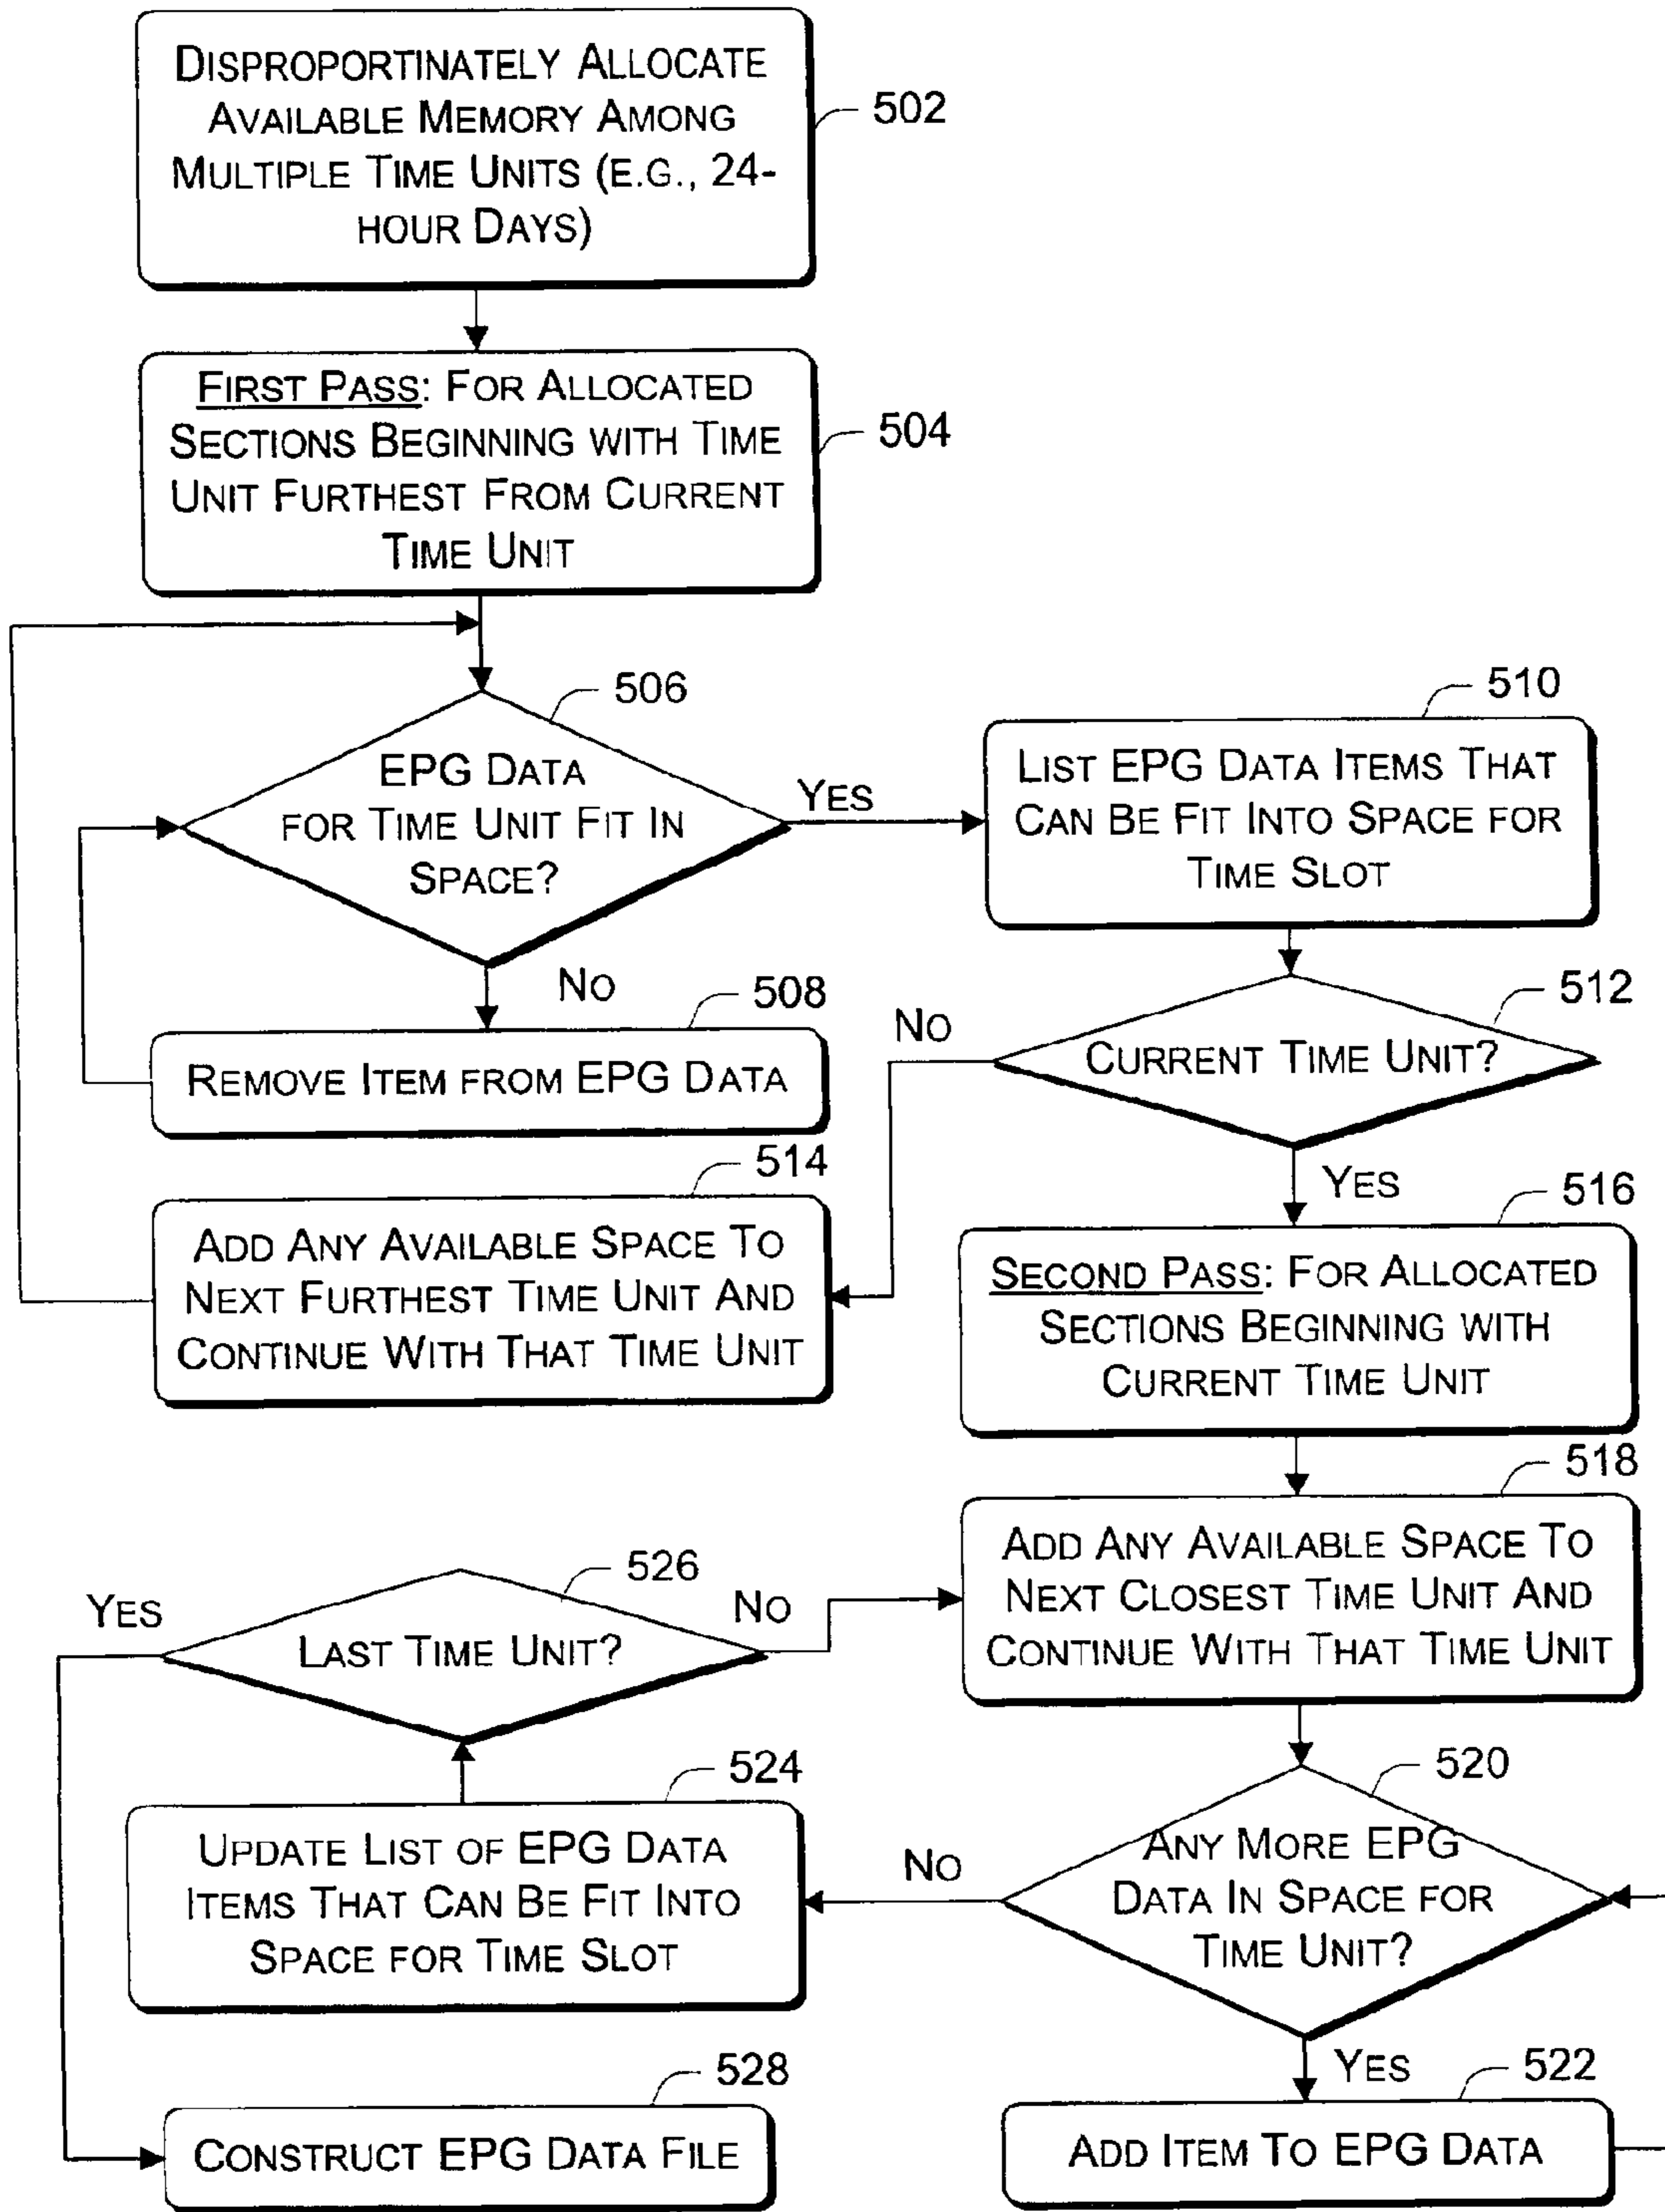 DISPROPORTINATELY ALLOCATE
AVAILABLE MEMORY AMONG
MULTIPLE TIME UNITS (E.G., 24-
HOUR DAYS)
502
FIRST PASS: FOR ALLOCATED
SECTIONS BEGINNING WITH TIME
UNIT FURTHEST FROM CURRENT
TIME UNIT
504
506
EPG DATA
FOR TIME UNIT FIT IN
SPACE?
YES
NO
508
REMOVE ITEM FROM EPG DATA
510
LIST EPG DATA ITEMS THAT
CAN BE FIT INTO SPACE FOR
TIME SLOT
512
CURRENT TIME UNIT?
NO
YES
514
ADD ANY AVAILABLE SPACE TO
NEXT FURTHEST TIME UNIT AND
CONTINUE WITH THAT TIME UNIT
516
SECOND PASS: FOR ALLOCATED
SECTIONS BEGINNING WITH
CURRENT TIME UNIT
518
ADD ANY AVAILABLE SPACE TO
NEXT CLOSEST TIME UNIT AND
CONTINUE WITH THAT TIME UNIT
520
ANY MORE EPG
DATA IN SPACE FOR
TIME UNIT?
NO
YES
522
ADD ITEM TO EPG DATA
524
UPDATE LIST OF EPG DATA
ITEMS THAT CAN BE FIT INTO
SPACE FOR TIME SLOT
526
LAST TIME UNIT?
YES
NO
528
CONSTRUCT EPG DATA FILE